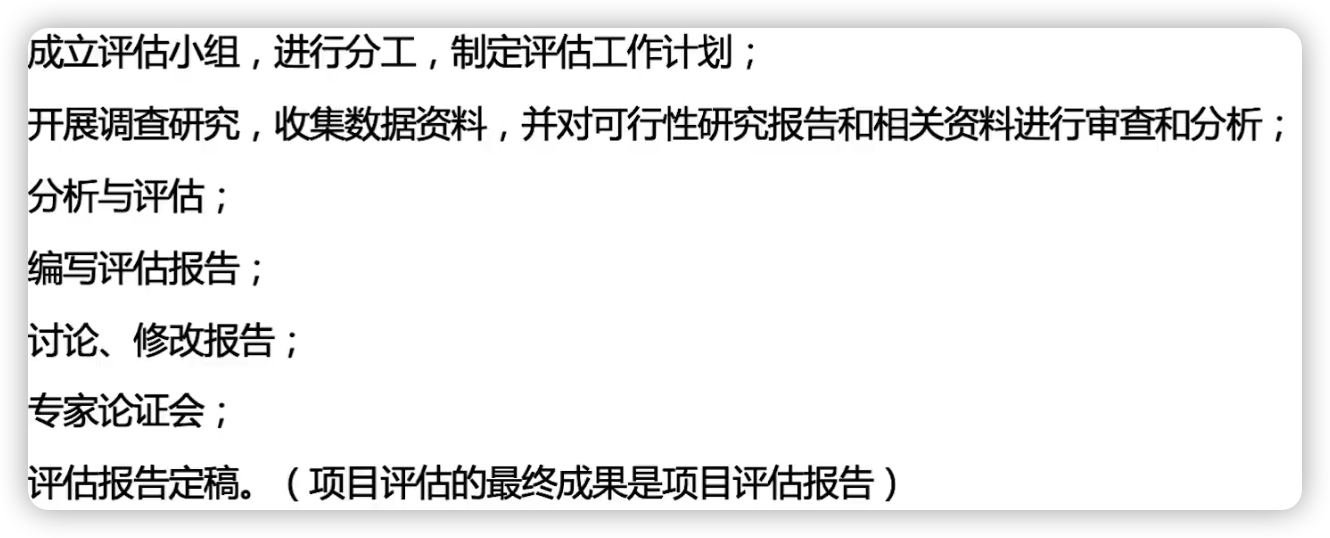 成立评估小组，进行分工，制定评估工作计划；
开展调查研究，收集数据资料，并对可行性研究报告和相关资料进行审查和分析；
分析与评估；
编写评估报告；
讨论、修改报告；
专家论证会；
评估报告定稿。（项目评估的最终成果是项目评估报告）